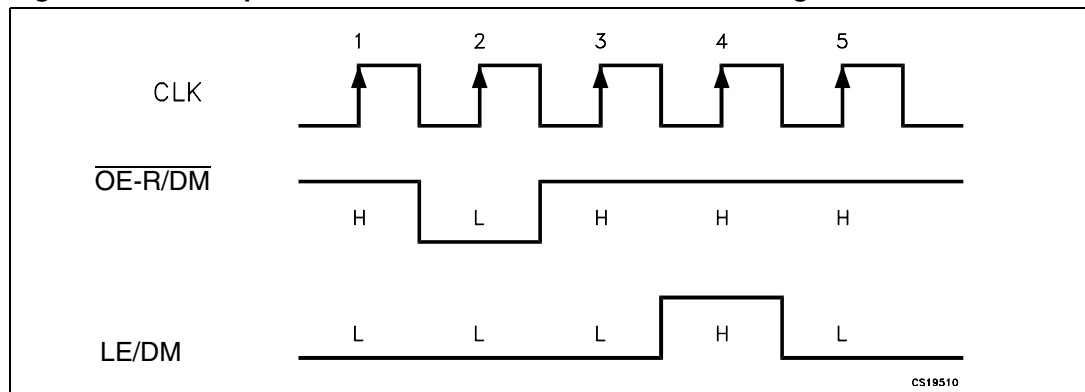 1 2 3 4 5
CLK
OE-R/DM
H L H H H
L L L H L
LE/DM
CS19510